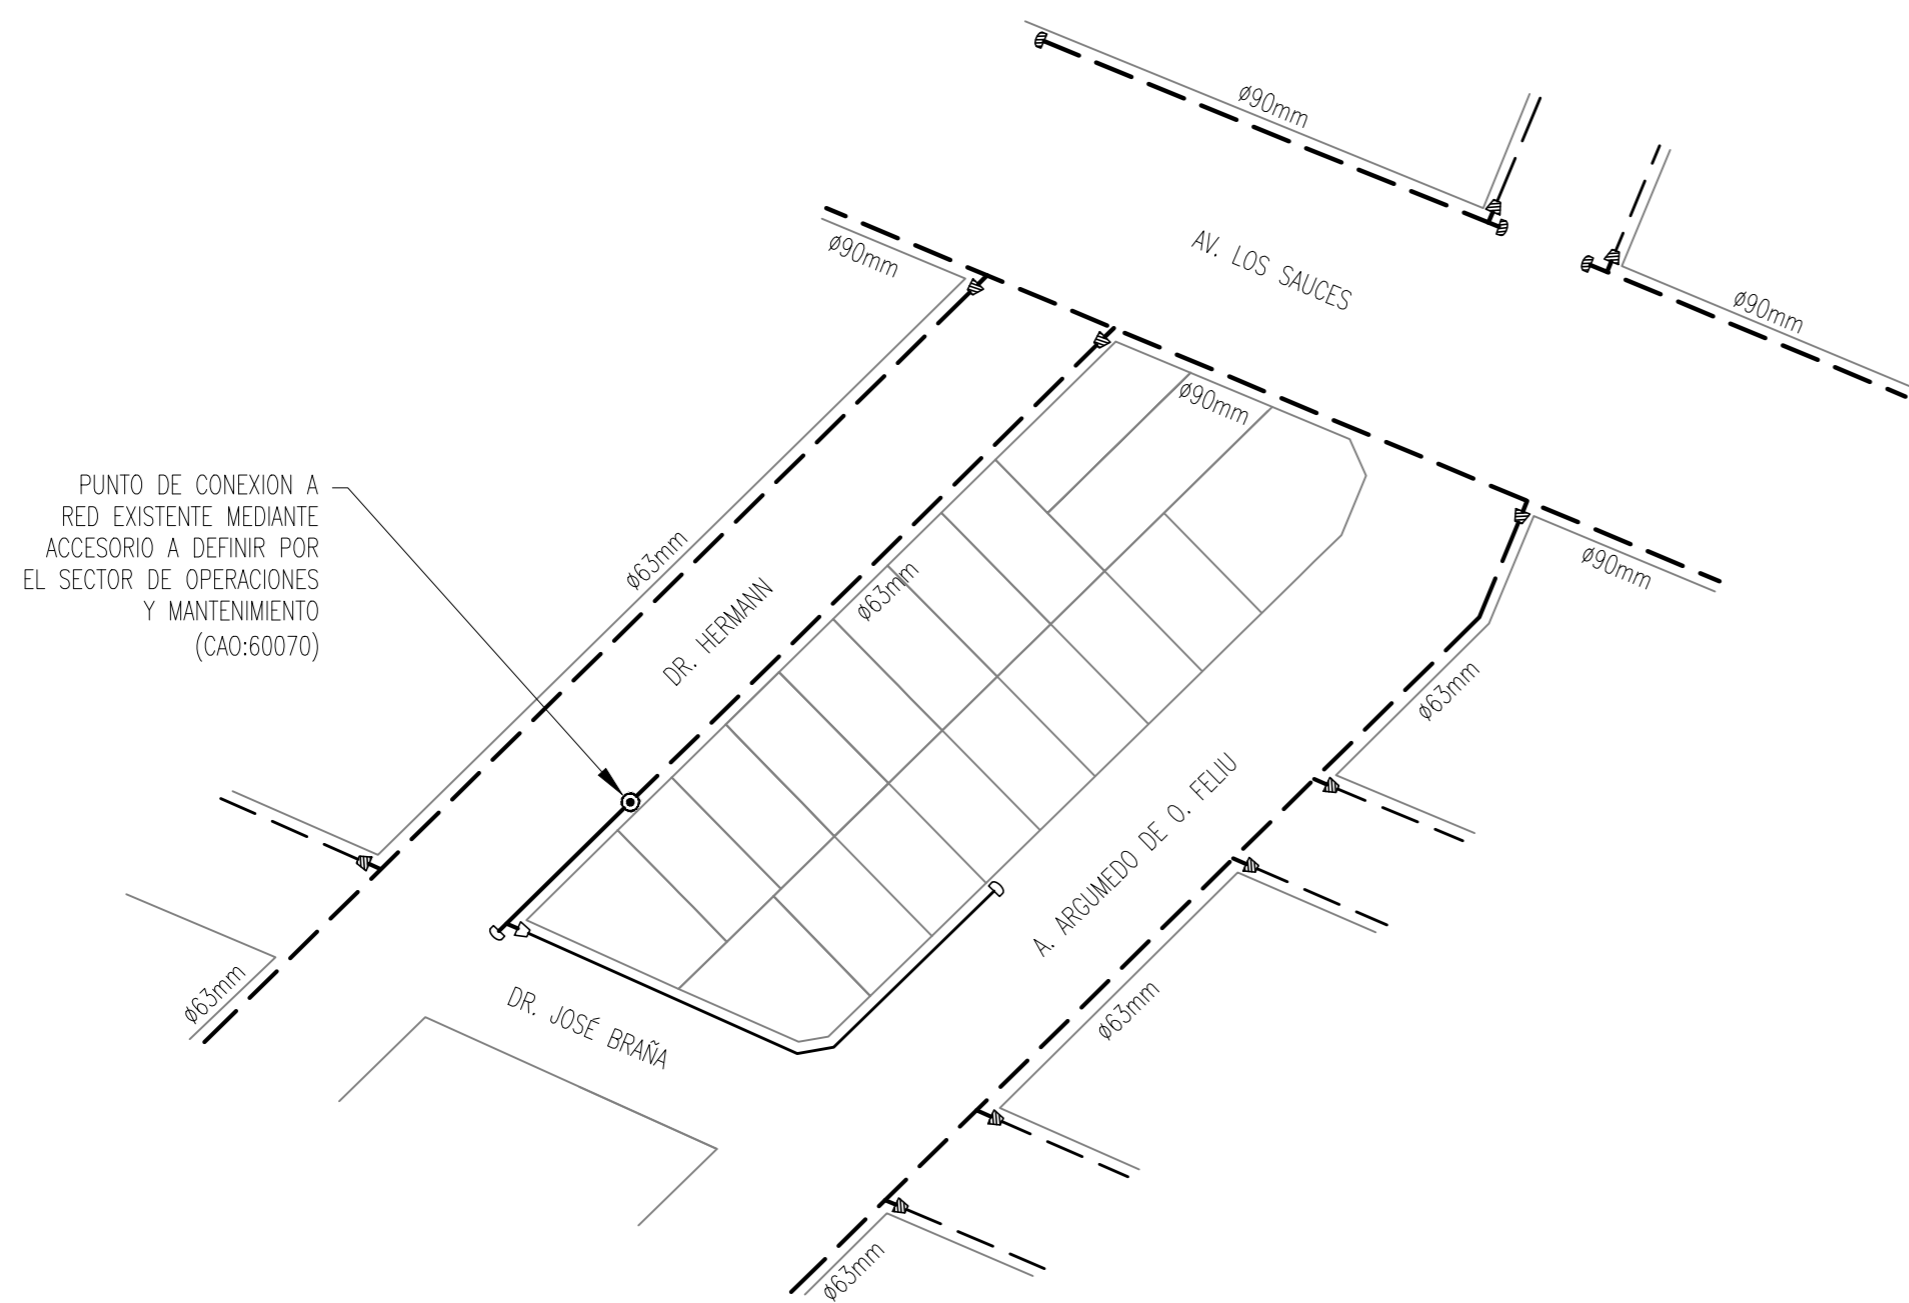 ø90mm
AV. LOS SAUCES
ø90mm
ø90mm
ø90mm
PUNTO DE CONEXION A
RED EXISTENTE MEDIANTE
ACCESORIO A DEFINIR POR
EL SECTOR DE OPERACIONES
Y MANTENIMIENTO
(CAO:60070)
ø63mm
DR. HERMANN
ø63mm
ø90mm
ø63mm
A. ARGUMEDO DE O. FELIU
ø63mm
DR. JOSÉ BRAÑA
ø63mm
ø63mm